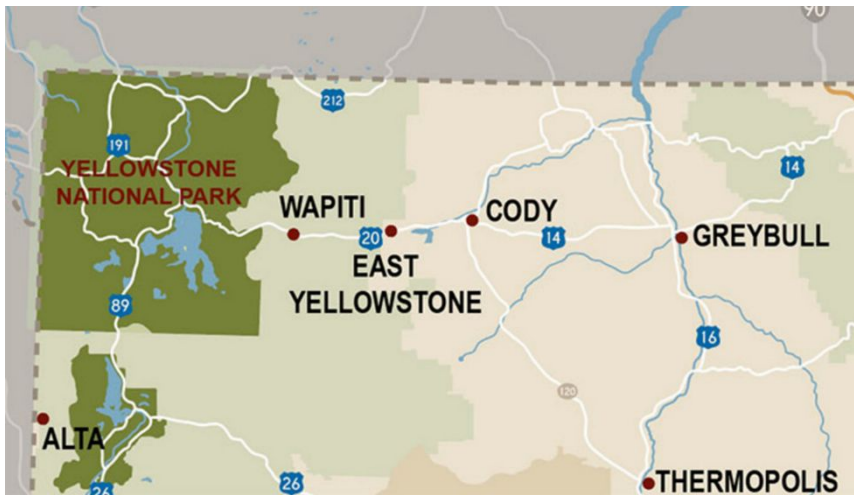 90
212
191
YELLOWSTONE
NATIONAL PARK
14
WAPITI
CODY
20
14
GREYBULL
EAST
YELLOWSTONE
89
16
120
ALTA
26
26
THERMOPOLIS